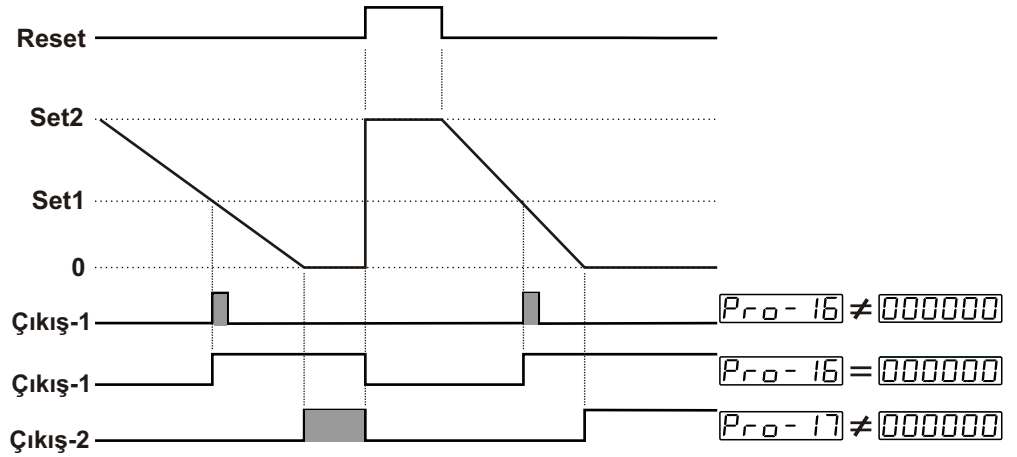 Reset
Set2
Set1
0
Çıkış-1 Pro-16 ≠ 000000
Çıkış-1 Pro-16 = 000000
Çıkış-2 Pro-17 ≠ 000000